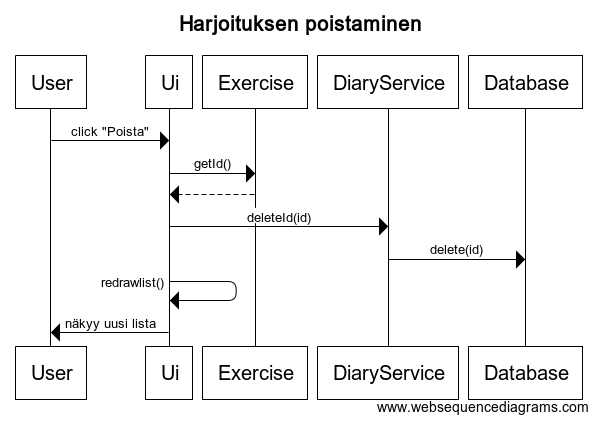 Harjoituksen poistaminen
User Ui Exercise DiaryService Database
click "Poista"
getId()
deleteId(id)
delete(id)
redrawlist()
näkyy uusi lista
User Ui Exercise DiaryService Database
www.websequencediagrams.com